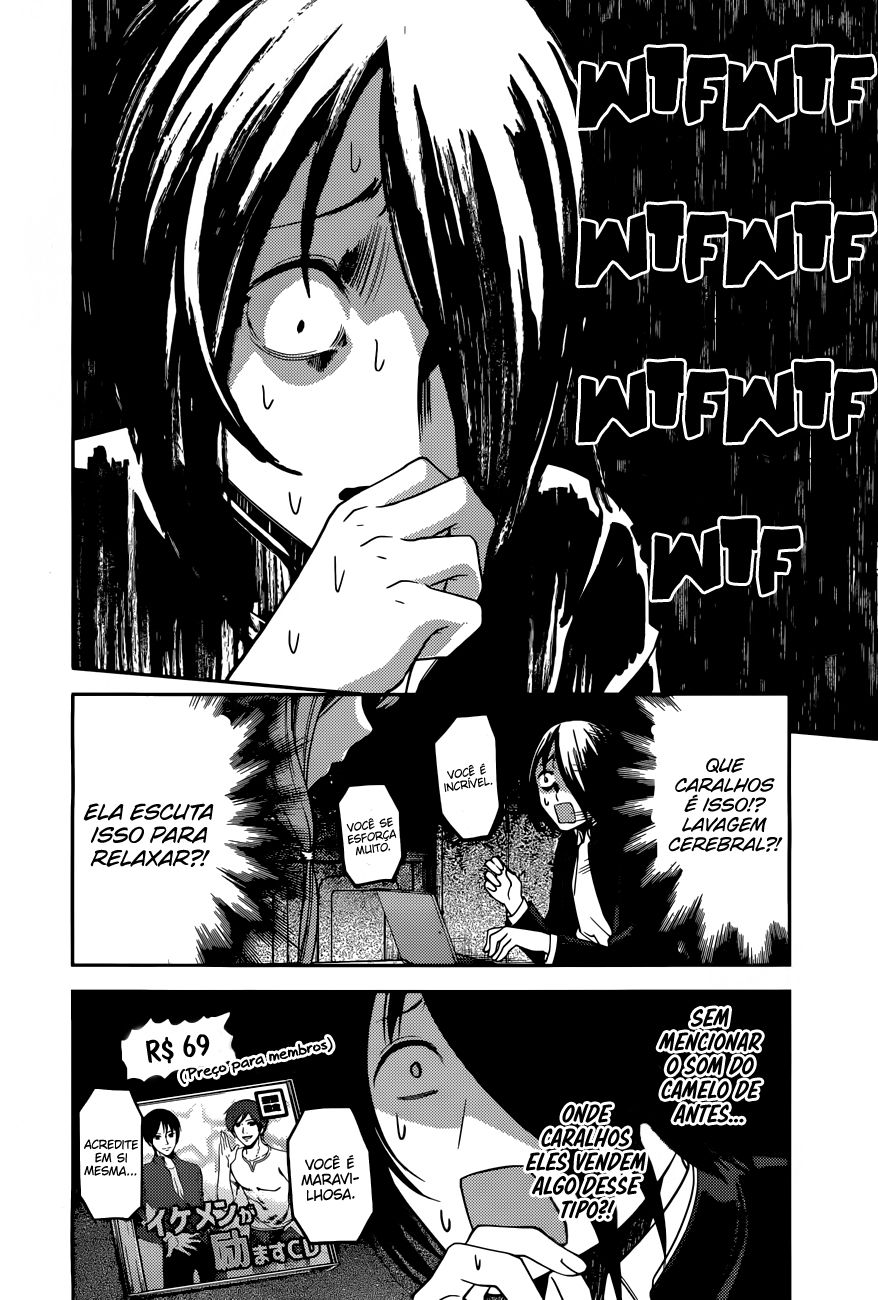 WTFWTF
WTFWTF
WTFWTF
WTF
QUE
CARALHOS
É ISSO!?
LAVAGEM
CEREBRAL?!
VOCÊ É
INCRÍVEL.
VOCÊ SE
ESFORÇA
MUITO.
ELA ESCUTA
ISSO PARA
RELAXAR?!
SEM
MENCIONAR
O SOM DO
CAMELO DE
ANTES...
ONDE
CARALHOS
ELES VENDEM
ALGO DESSE
TIPO?!
R$ 69
(Preço para membros)
VOCÊ É
MARAVI-
LHOSA.
ACREDITE
EM SI
MESMA...
イケメンが
励ますCD